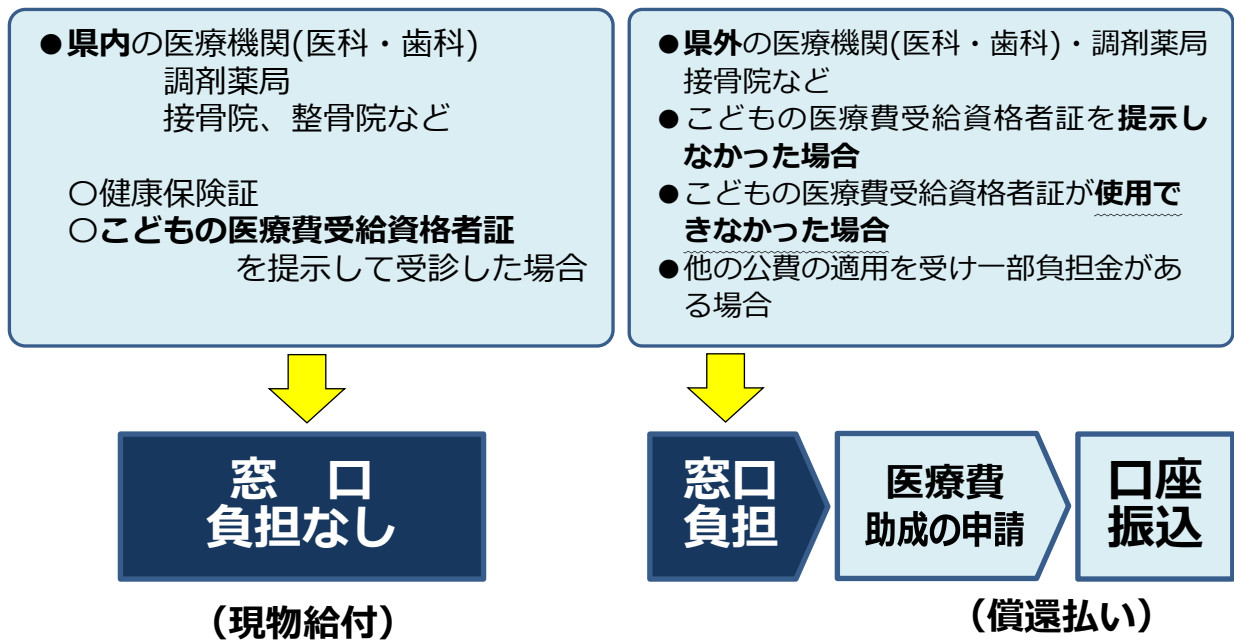 ●県内の医療機関(医科・歯科)
調剤薬局
接骨院、整骨院など
○健康保険証
○こどもの医療費受給資格者証
を提示して受診した場合
●県外の医療機関(医科・歯科)・調剤薬局
接骨院など
●こどもの医療費受給資格者証を提示し
なかった場合
●こどもの医療費受給資格者証が使用で
きなかった場合
●他の公費の適用を受け一部負担金があ
る場合
窓　口
負担なし
(現物給付)
窓口
負担
医療費
助成の申請
口座
振込
(償還払い)